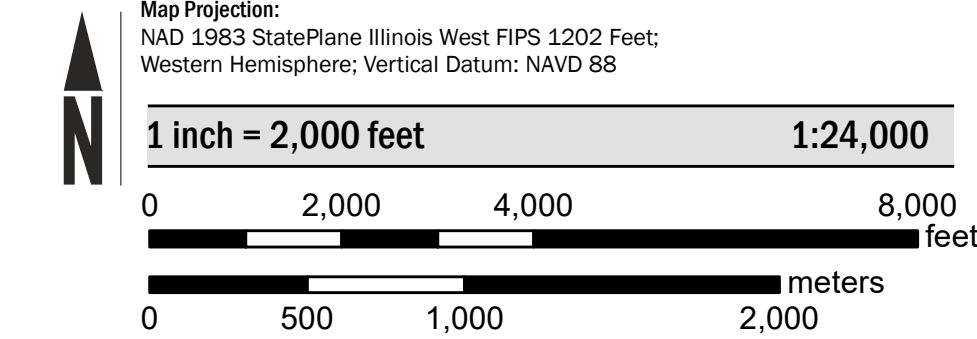 Map Projection:
NAD 1983 StatePlane Illinois West FIPS 1202 Feet;
Western Hemisphere; Vertical Datum: NAVD 88
N
1 inch = 2,000 feet 1:24,000
0 2,000 4,000 8,000
feet
meters
0 500 1,000 2,000